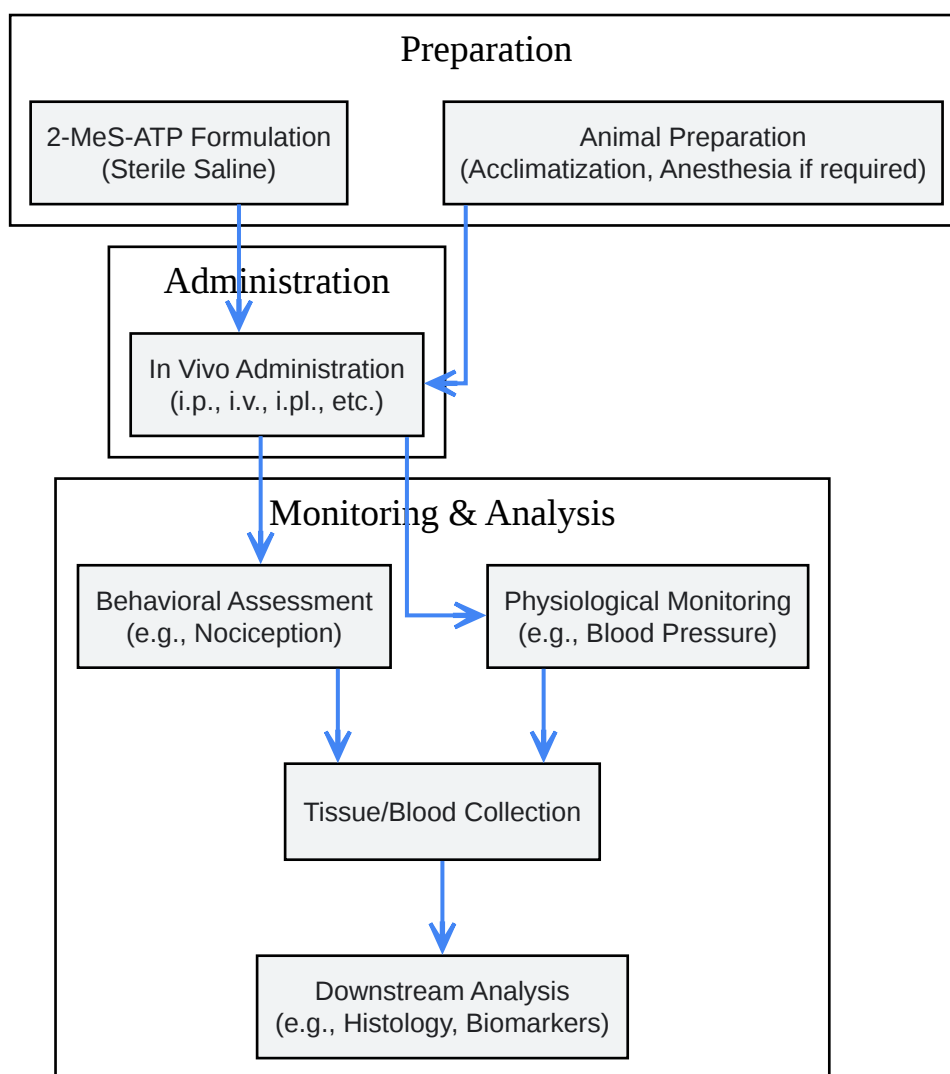 Preparation
2-MeS-ATP Formulation
(Sterile Saline)
Animal Preparation
(Acclimatization, Anesthesia if required)
Administration
In Vivo Administration
(i.p., i.v., i.pl., etc.)
Monitoring & Analysis
Behavioral Assessment
(e.g., Nociception)
Physiological Monitoring
(e.g., Blood Pressure)
Tissue/Blood Collection
Downstream Analysis
(e.g., Histology, Biomarkers)